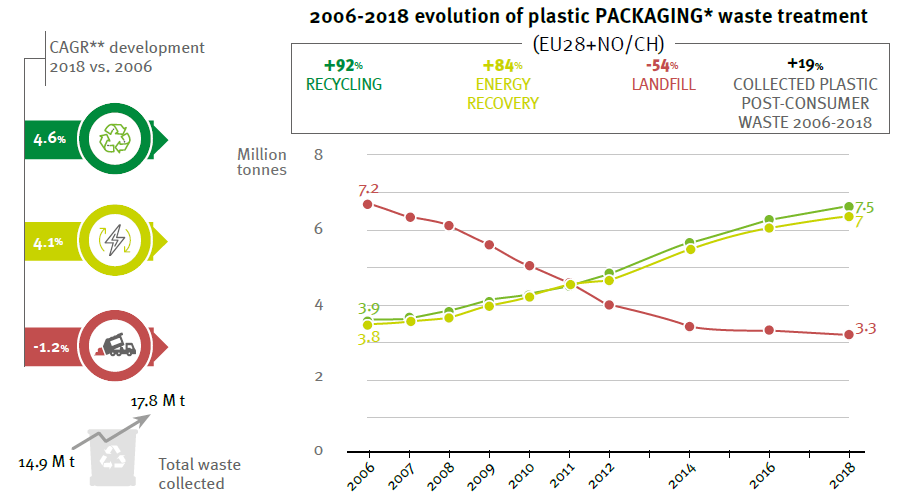 2006-2018 evolution of plastic PACKAGING* waste treatment
(EU28+NO/CH)
CAGR** development
2018 vs. 2006
+92%
RECYCLING
+84%
ENERGY
RECOVERY
-54%
LANDFILL
+19%
COLLECTED PLASTIC
POST-CONSUMER
WASTE 2006-2018
4.6%
4.1%
-1.2%
17.8 M t
14.9 M t
Total waste
collected
Million
tonnes
8
6
4
2
0
7.2
3.9
3.8
7.5
7
3.3
2006
2007
2008
2009
2010
2011
2012
2014
2016
2018